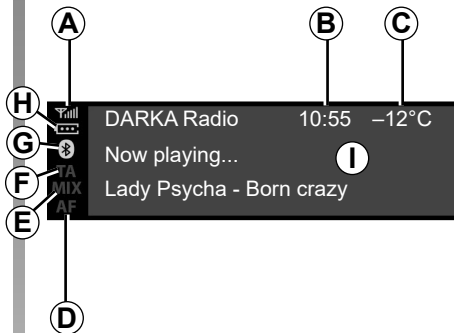 A B C
H
DARKA Radio 10:55 –12°C
G
Now playing...
I
F
TA
Lady Psycha - Born crazy
MIX
E
AF
D